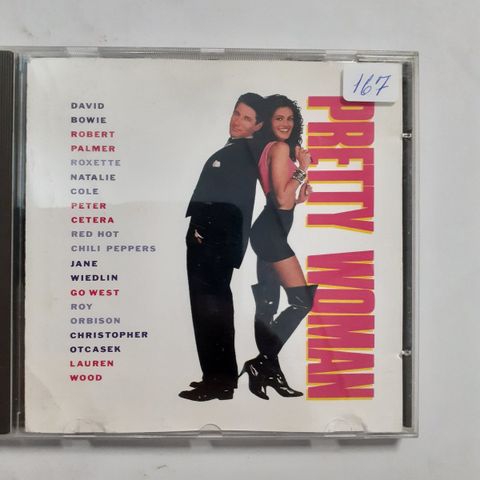 167
PRETTY WOMAN
DAVID
BOWIE
ROBERT
PALMER
ROXETTE
NATALIE
COLE
PETER
CETERA
RED HOT
CHILI PEPPERS
JANE
WIEDLIN
GO WEST
ROY
ORBISON
CHRISTOPHER
OTCASEK
LAUREN
WOOD